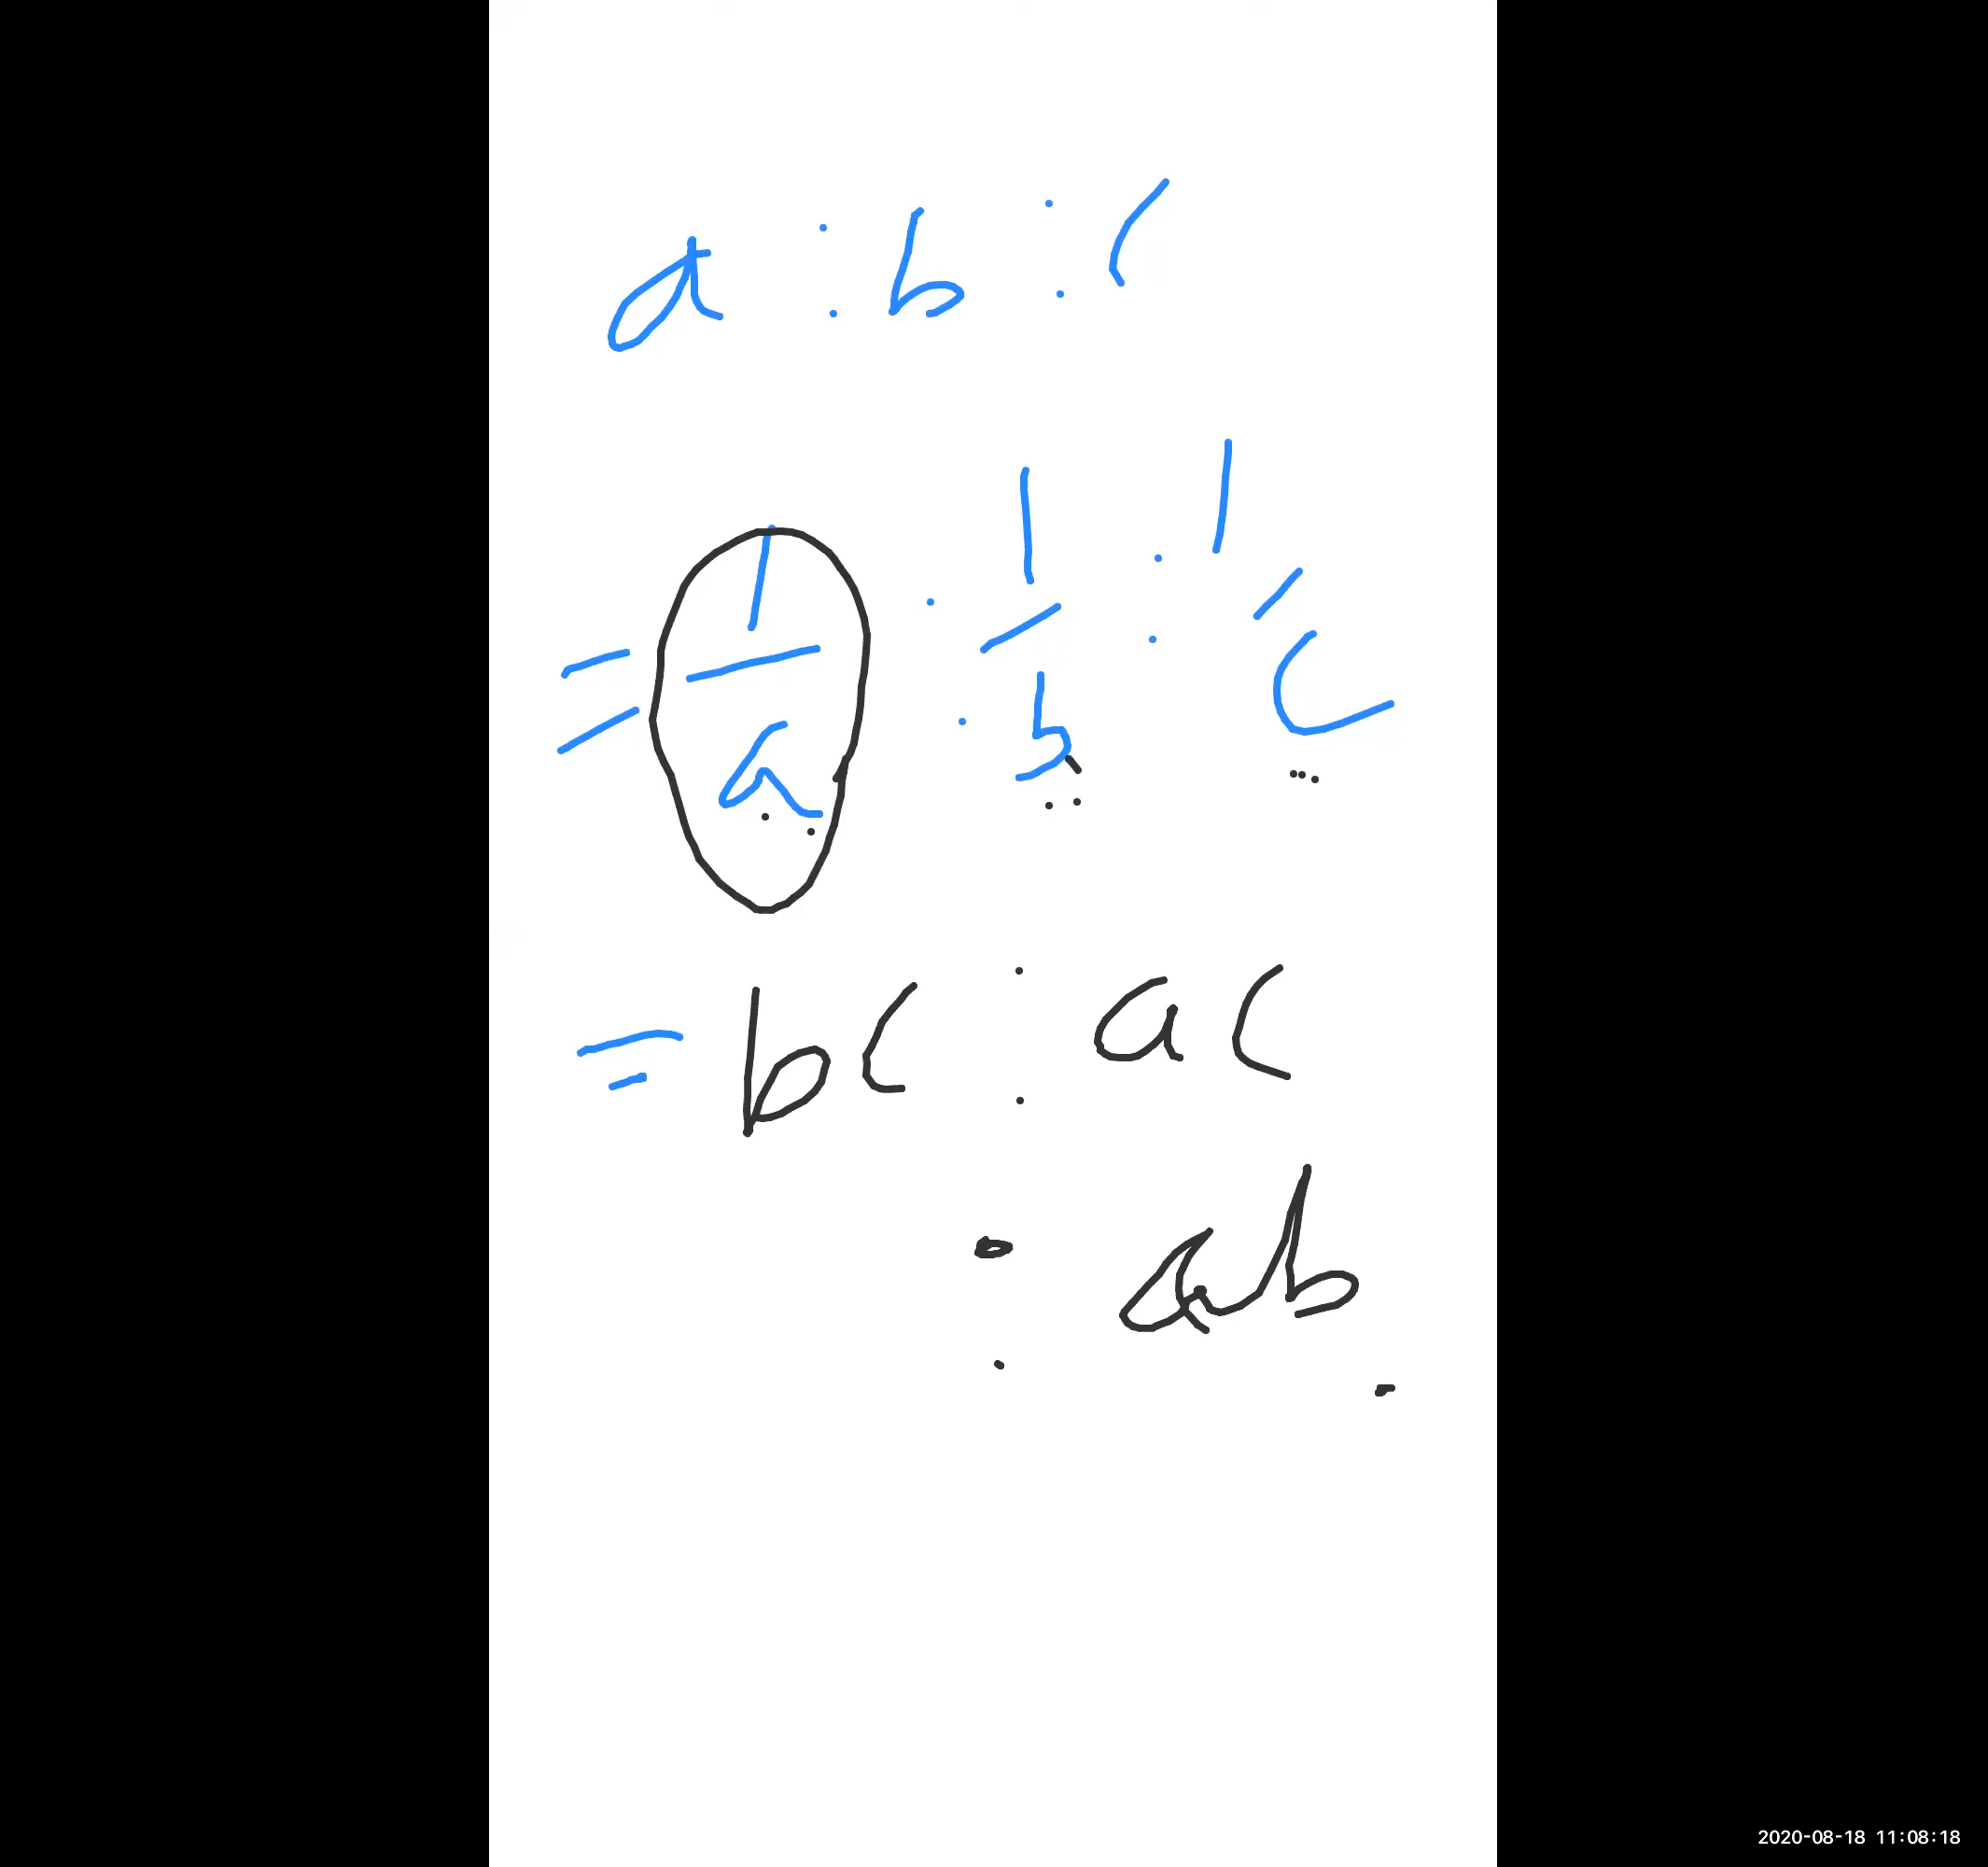 a : b : c
= 1/a : 1/b : 1/c
= bc : ac
: ab
2020-08-18 11:08:18